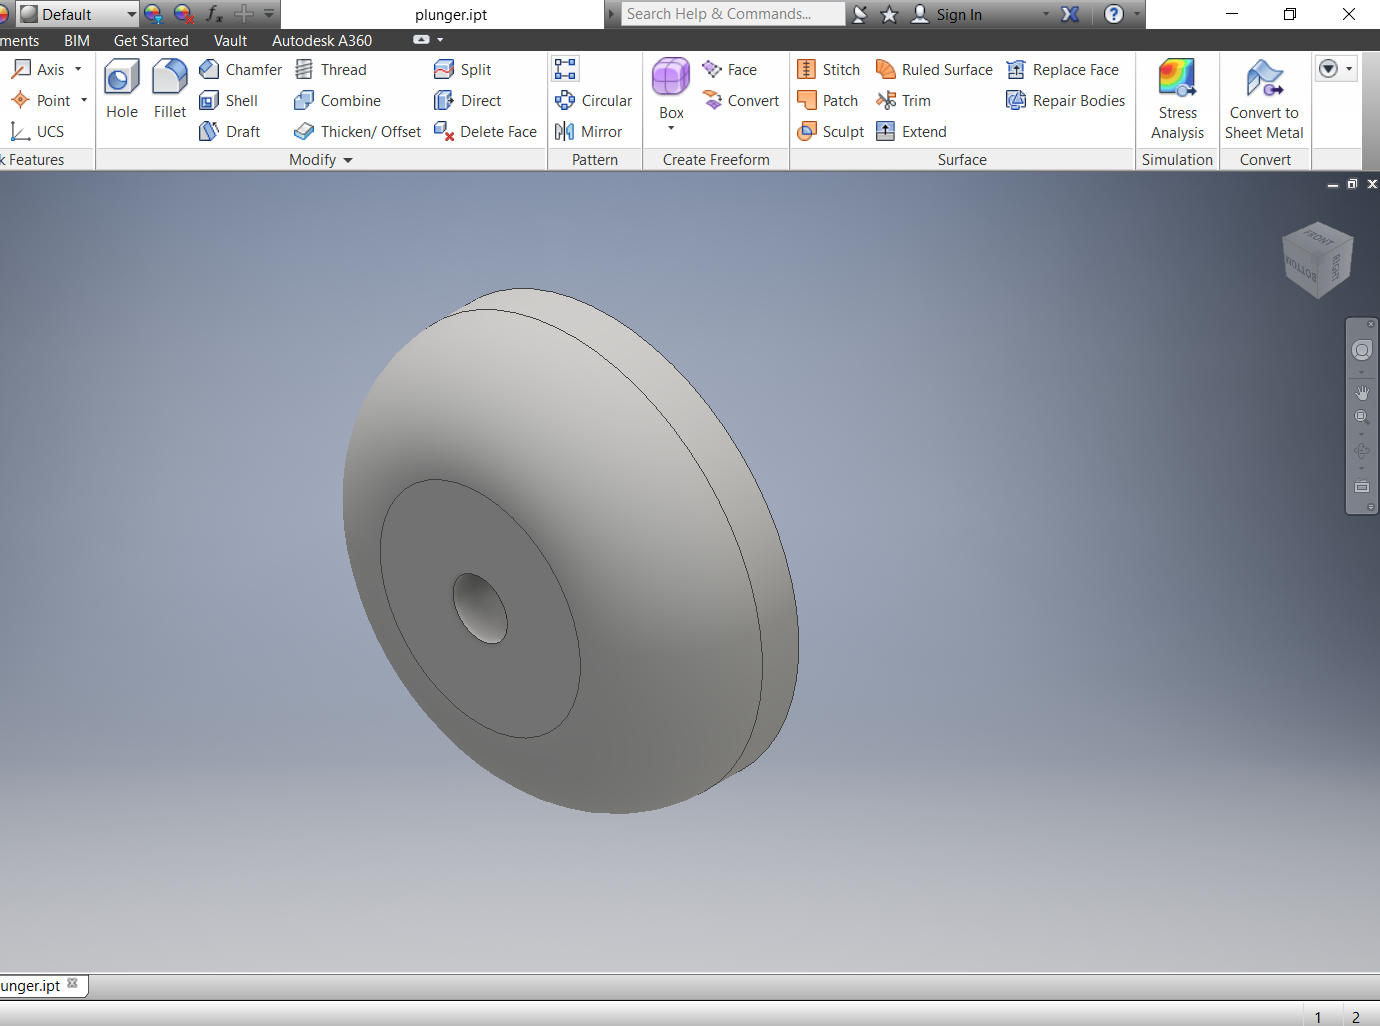 Default
fx
plunger.ipt
Search Help & Commands...
Sign In
?
ments BIM Get Started Vault Autodesk A360
Axis
Point
UCS
k Features
Hole
Fillet
Chamfer
Shell
Draft
Thread
Combine
Thicken/ Offset
Split
Direct
Delete Face
Modify
Circular
Mirror
Pattern
Box
Face
Convert
Create Freeform
Stitch
Patch
Sculpt
Ruled Surface
Trim
Extend
Replace Face
Repair Bodies
Surface
Stress
Analysis
Simulation
Convert to
Sheet Metal
Convert
FRONT
BOTTOM
RIGHT
unger.ipt
1 2